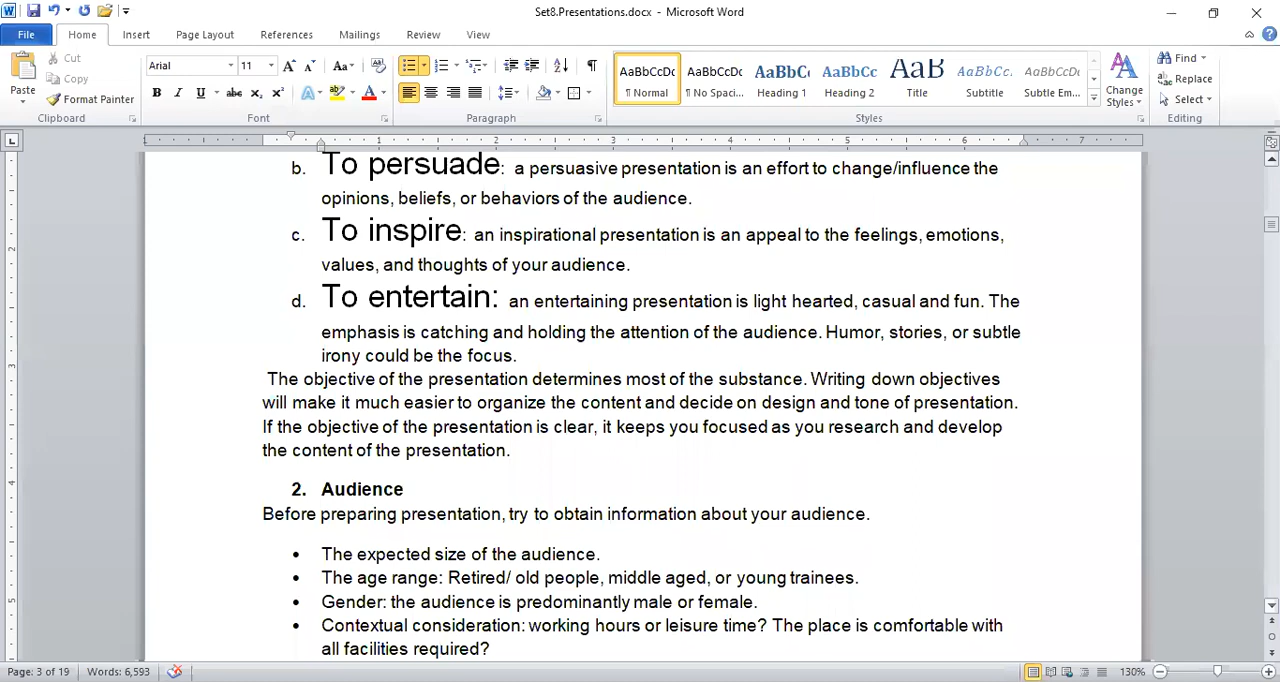 Set8.Presentations.docx - Microsoft Word
File Home Insert Page Layout References Mailings Review View
Cut
Copy
Format Painter
Paste
Clipboard
Arial 11
Font
Paragraph
AaBbCcDc AaBbCcDc AaBbC AaBbCc AaB AaBbCc. AaBbCcDc
¶ Normal ¶ No Spaci... Heading 1 Heading 2 Title Subtitle Subtle Em...
Styles
Change Styles
Find
Replace
Select
Editing
b. To persuade: a persuasive presentation is an effort to change/influence the
opinions, beliefs, or behaviors of the audience.
c. To inspire: an inspirational presentation is an appeal to the feelings, emotions,
values, and thoughts of your audience.
d. To entertain: an entertaining presentation is light hearted, casual and fun. The
emphasis is catching and holding the attention of the audience. Humor, stories, or subtle
irony could be the focus.
The objective of the presentation determines most of the substance. Writing down objectives
will make it much easier to organize the content and decide on design and tone of presentation.
If the objective of the presentation is clear, it keeps you focused as you research and develop
the content of the presentation.
2. Audience
Before preparing presentation, try to obtain information about your audience.
• The expected size of the audience.
• The age range: Retired/ old people, middle aged, or young trainees.
• Gender: the audience is predominantly male or female.
• Contextual consideration: working hours or leisure time? The place is comfortable with
all facilities required?
Page: 3 of 19 Words: 6,593 130%